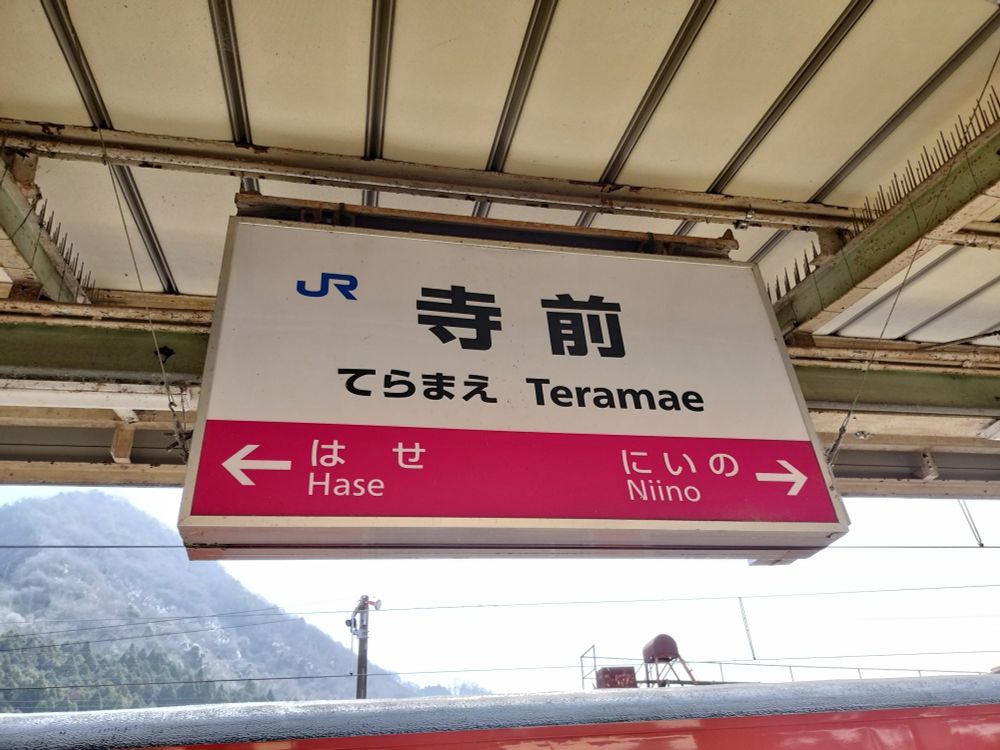 JR 寺前
てらまえ Teramae
← はせ にいの →
Hase Niino